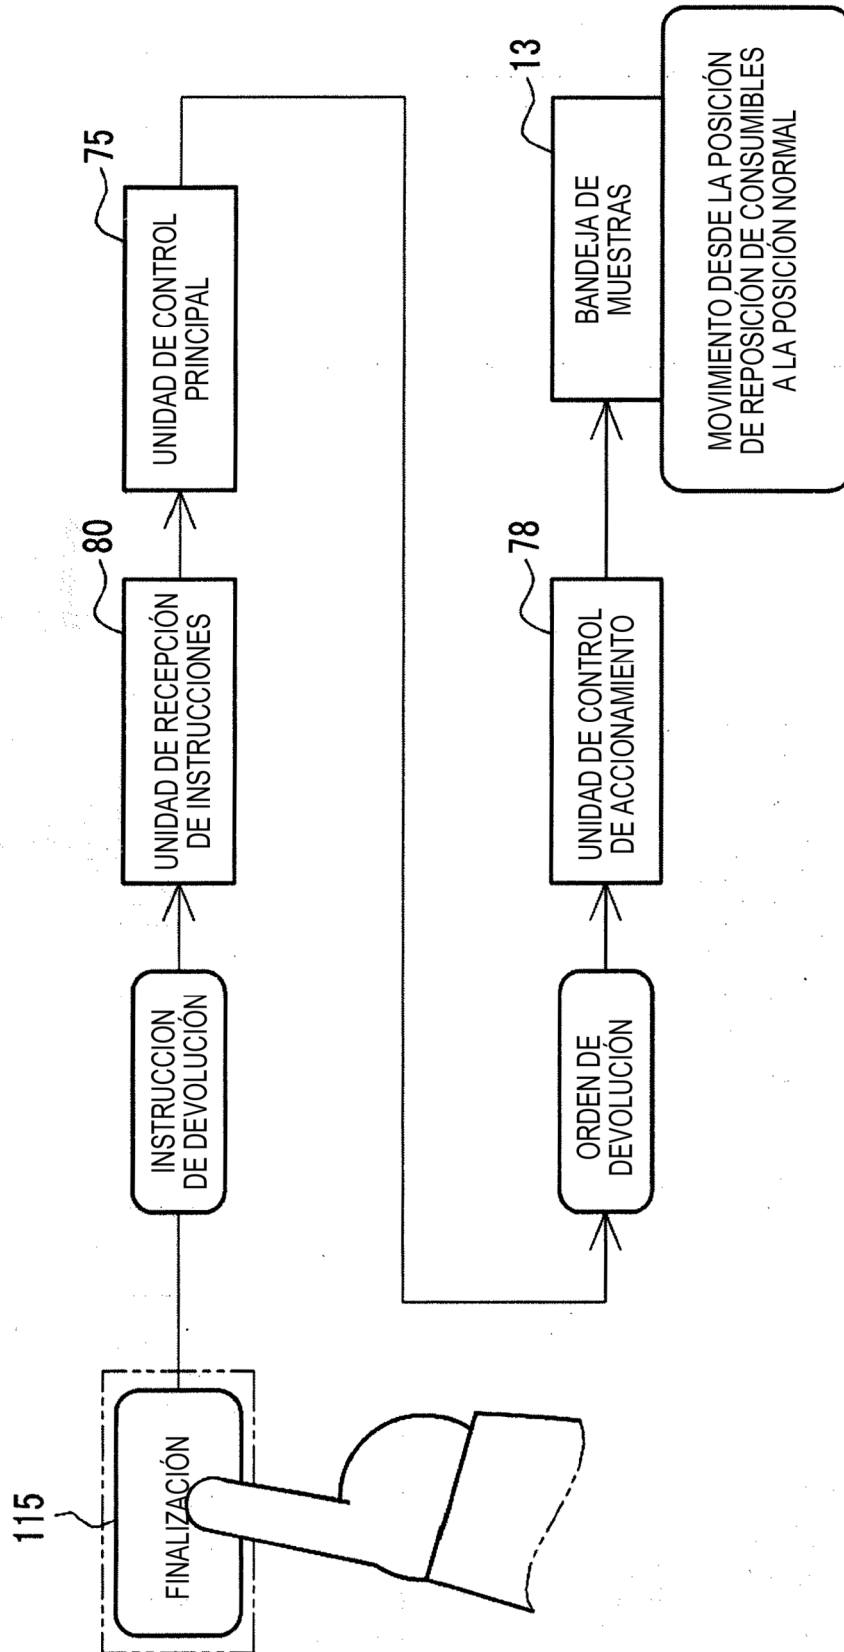 115
FINALIZACIÓN
INSTRUCCION
DE DEVOLUCIÓN
80
UNIDAD DE RECEPCIÓN
DE INSTRUCCIONES
75
UNIDAD DE CONTROL
PRINCIPAL
ORDEN DE
DEVOLUCIÓN
78
UNIDAD DE CONTROL
DE ACCIONAMIENTO
13
BANDEJA DE
MUESTRAS
MOVIMIENTO DESDE LA POSICIÓN
DE REPOSICIÓN DE CONSUMIBLES
A LA POSICIÓN NORMAL